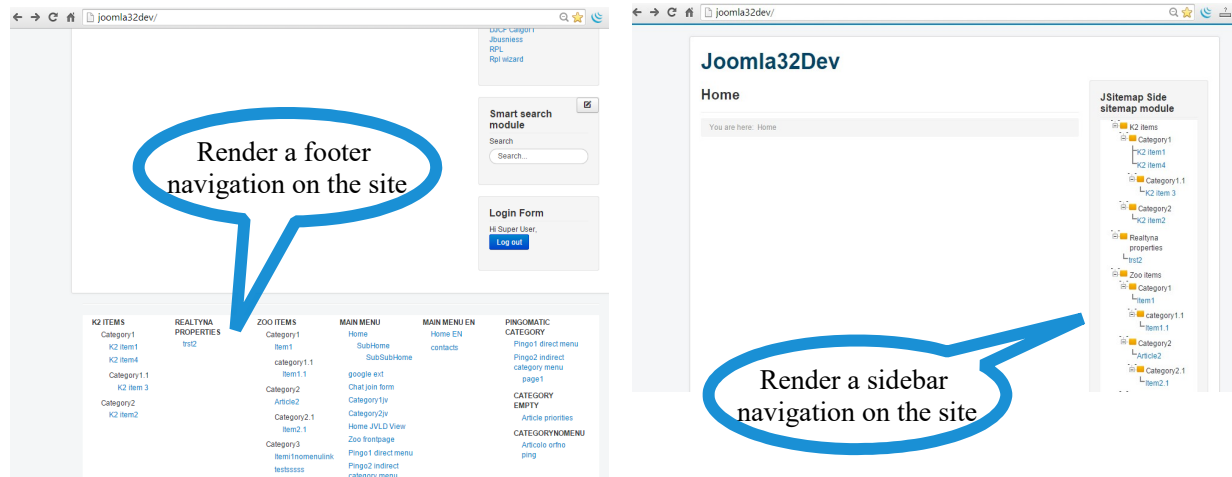 joomla32dev/
LUCF Categor1
Jbusniess
RPL
Rpl wizard
Smart search
module
Search
Search...
Login Form
Hi Super User,
Log out
Render a footer
navigation on the site
K2 ITEMS
Category1
K2 item1
K2 item4
Category1.1
K2 item 3
Category2
K2 item2
REALTYNA
PROPERTIES
trst2
ZOO ITEMS
Category1
Item1
category1.1
Item1.1
Category2
Article2
Category2.1
Item2.1
Category3
Itemi1nomenulink
testsssss
MAIN MENU
Home
SubHome
SubSubHome
google ext
Chat join form
Category1jv
Category2jv
Home JVLD View
Zoo frontpage
Pingo1 direct menu
Pingo2 indirect
category menu
MAIN MENU EN
Home EN
contacts
PINGOMATIC
CATEGORY
Pingo1 direct menu
Pingo2 indirect
category menu
page1
CATEGORY
EMPTY
Article priorities
CATEGORYNOMENU
Articolo orfno
ping
joomla32dev/
Joomla32Dev
Home
You are here: Home
JSitemap Side
sitemap module
K2 items
Category1
K2 item1
K2 item4
Category1.1
K2 item 3
Category2
K2 item2
Realtyna
properties
trst2
Zoo items
Category1
Item1
category1.1
Item1.1
Category2
Article2
Category2.1
Item2.1
Render a sidebar
navigation on the site